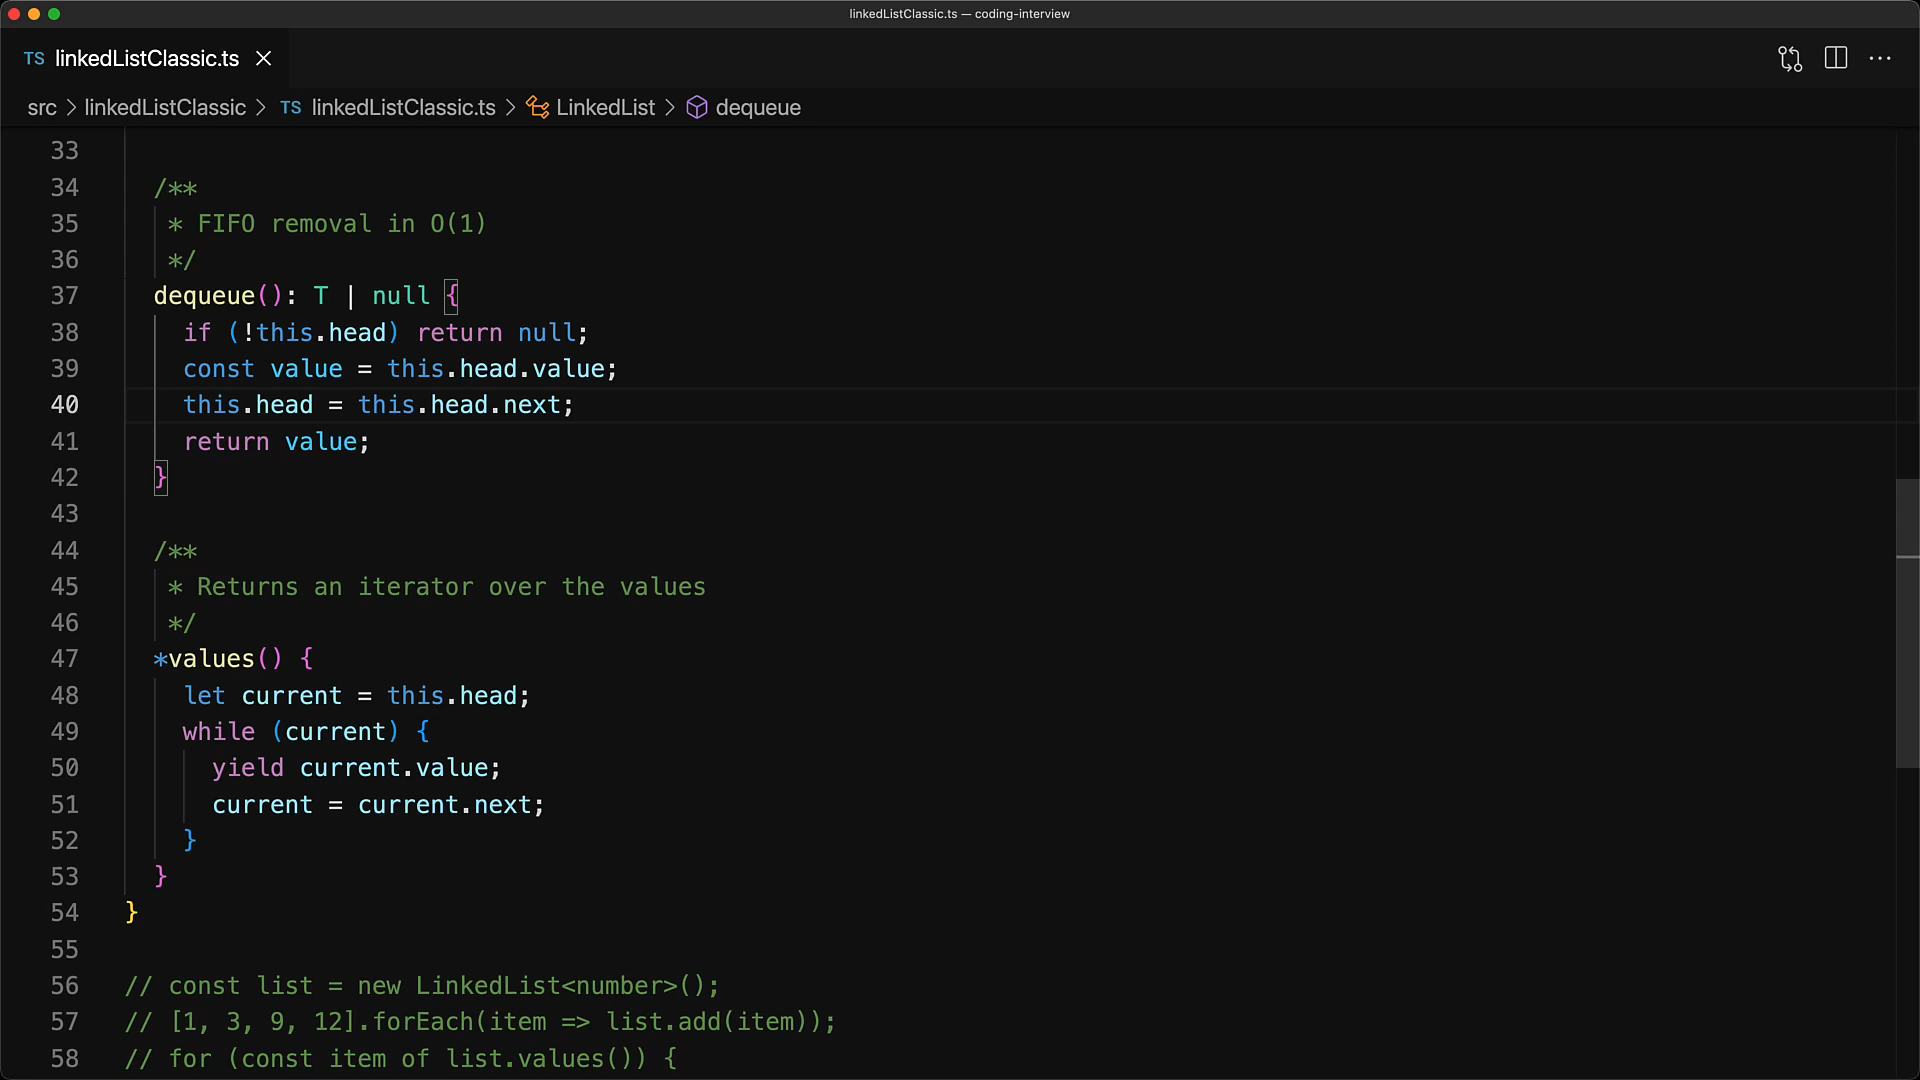 linkedListClassic.ts — coding-interview
TS linkedListClassic.ts
src > linkedListClassic > TS linkedListClassic.ts > LinkedList > dequeue
33
34 /**
35 * FIFO removal in O(1)
36 */
37 dequeue(): T | null {
38 if (!this.head) return null;
39 const value = this.head.value;
40 this.head = this.head.next;
41 return value;
42 }
43
44 /**
45 * Returns an iterator over the values
46 */
47 *values() {
48 let current = this.head;
49 while (current) {
50 yield current.value;
51 current = current.next;
52 }
53 }
54 }
55
56 // const list = new LinkedList<number>();
57 // [1, 3, 9, 12].forEach(item => list.add(item));
58 // for (const item of list.values()) {